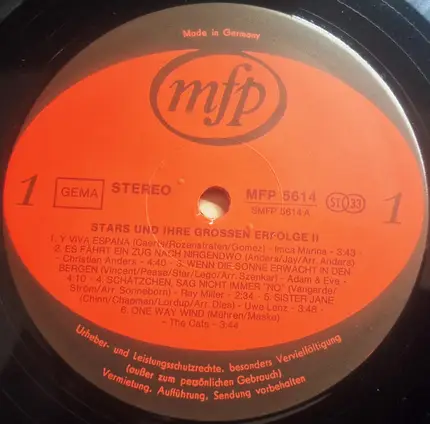 Made in Germany
mfp
1 GEMA STEREO MFP 5614 ST 33 1
SMFP 5614 A
STARS UND IHRE GROSSEN ERFOLGE II
1. Y VIVA ESPANA (Caerts/Rozenstraten/Gomez) - Imca Marina - 3:43
2. ES FÄHRT EIN ZUG NACH NIRGENDWO (Anders/Jay/Arr. Anders)
- Christian Anders - 4:40 - 3. WENN DIE SONNE ERWACHT IN DEN
BERGEN (Vincent/Pease/Star/Lego/Arr. Szenkar) - Adam & Eve -
4:10 - 4. SCHÄTZCHEN, SAG NICHT IMMER 'NO' (Vangarde/
Ström/Arr. Sonneborn) - Ray Miller - 2:34 - 5. SISTER JANE
(Chinn/Chapman/Lordup/Arr. Dies) - Uwe Lenz - 3:48 -
6. ONE WAY WIND (Möhren/Maske)
- The Cats - 3:44
Urheber- und Leistungsschutzrechte, besonders Vervielfältigung
(außer zum persönlichen Gebrauch)
Vermietung, Aufführung, Sendung vorbehalten